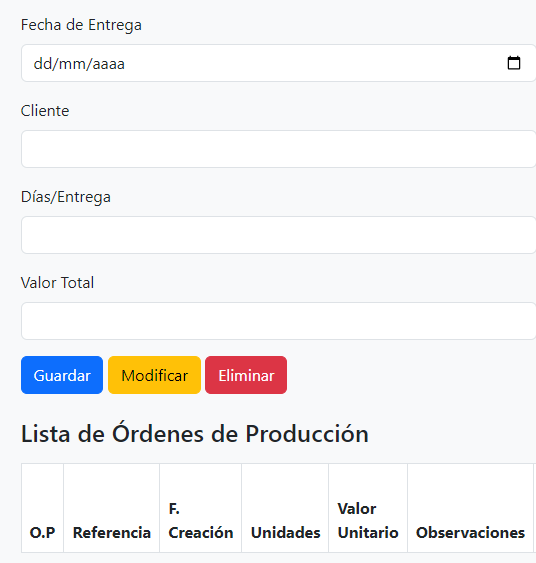 Fecha de Entrega
dd/mm/aaaa
Cliente
Días/Entrega
Valor Total
Guardar Modificar Eliminar
Lista de Órdenes de Producción
O.P Referencia F. Creación Unidades Valor Unitario Observaciones